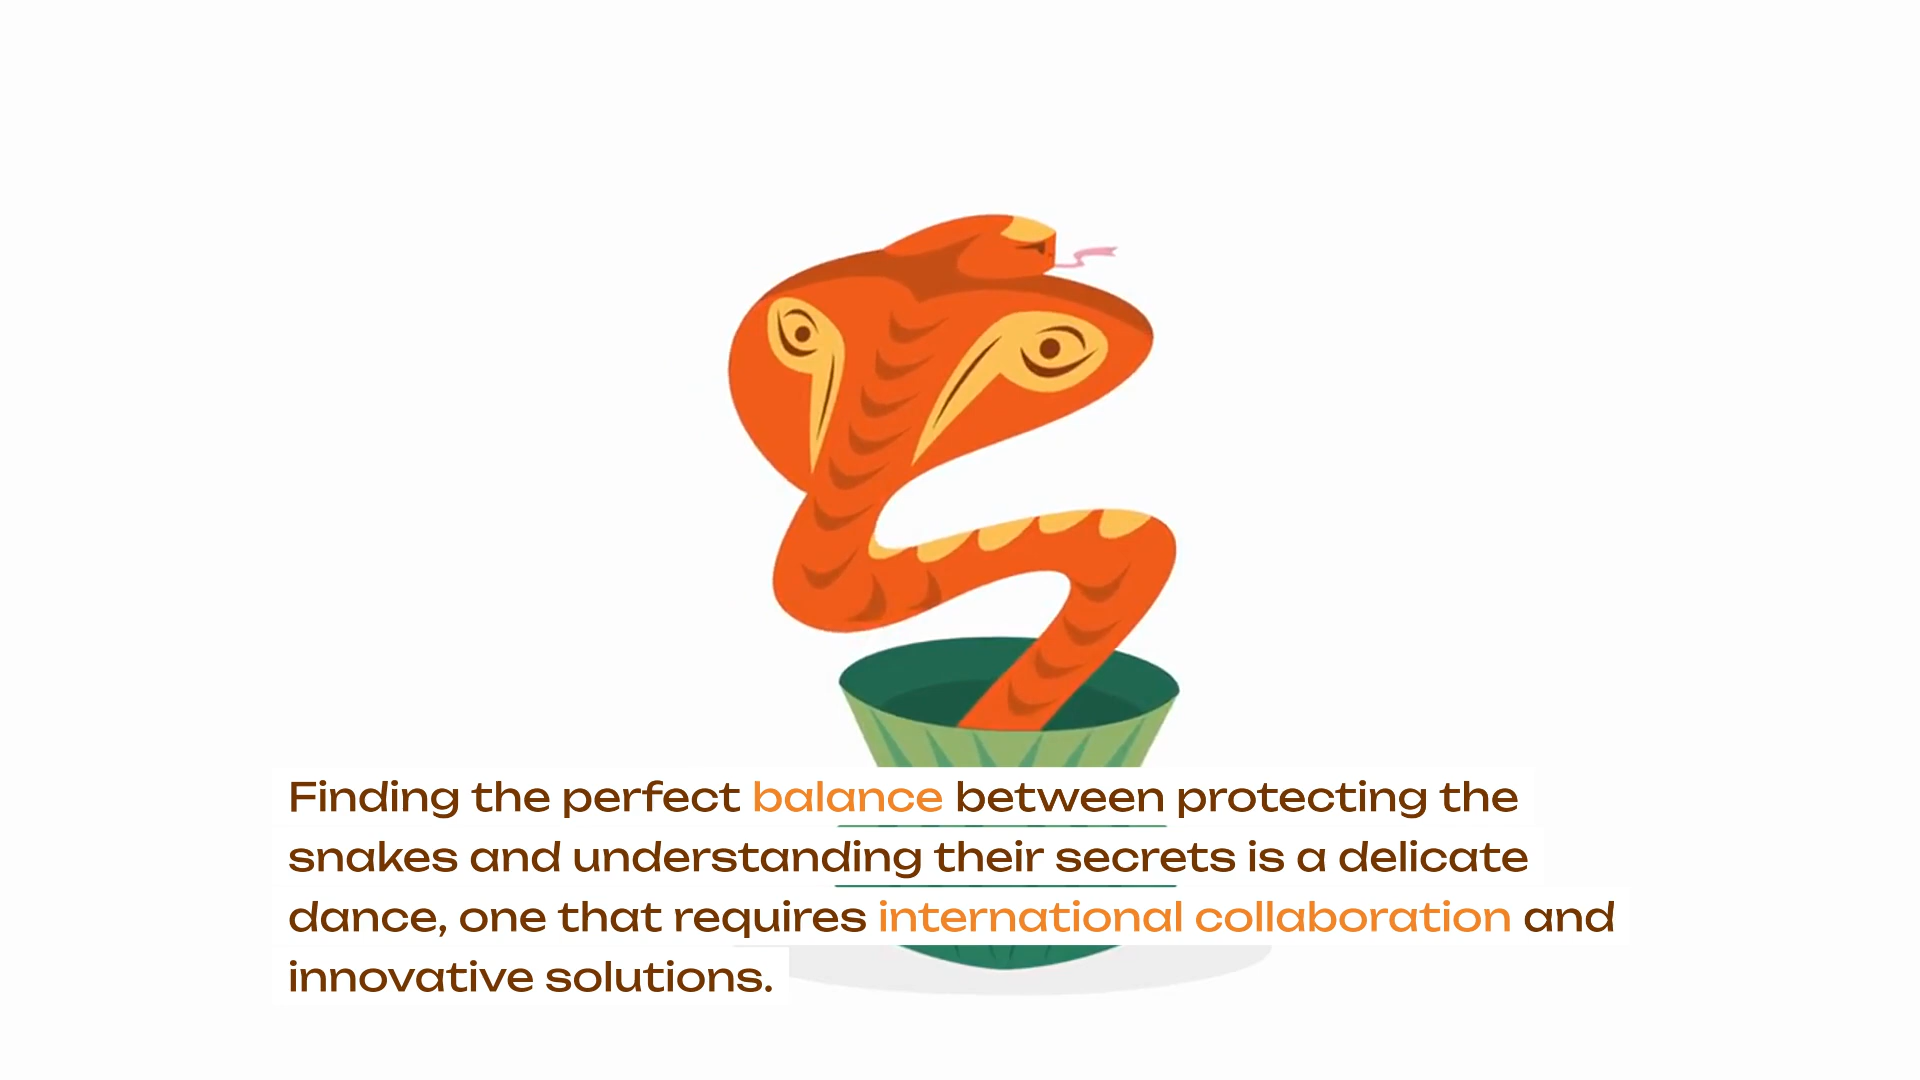 Finding the perfect balance between protecting the
snakes and understanding their secrets is a delicate
dance, one that requires international collaboration and
innovative solutions.